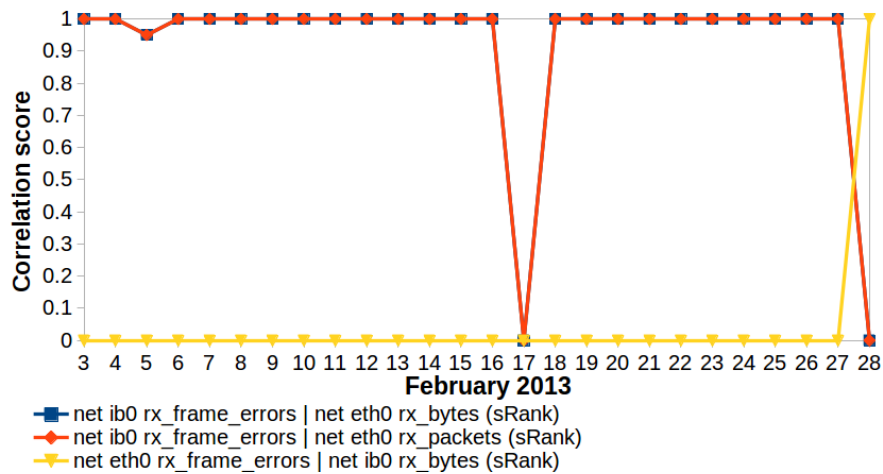 1
0.9
0.8
0.7
0.6
0.5
0.4
0.3
0.2
0.1
0
Correlation score
3 4 5 6 7 8 9 10 11 12 13 14 15 16 17 18 19 20 21 22 23 24 25 26 27 28
February 2013
net ib0 rx_frame_errors | net eth0 rx_bytes (sRank)
net ib0 rx_frame_errors | net eth0 rx_packets (sRank)
net eth0 rx_frame_errors | net ib0 rx_bytes (sRank)